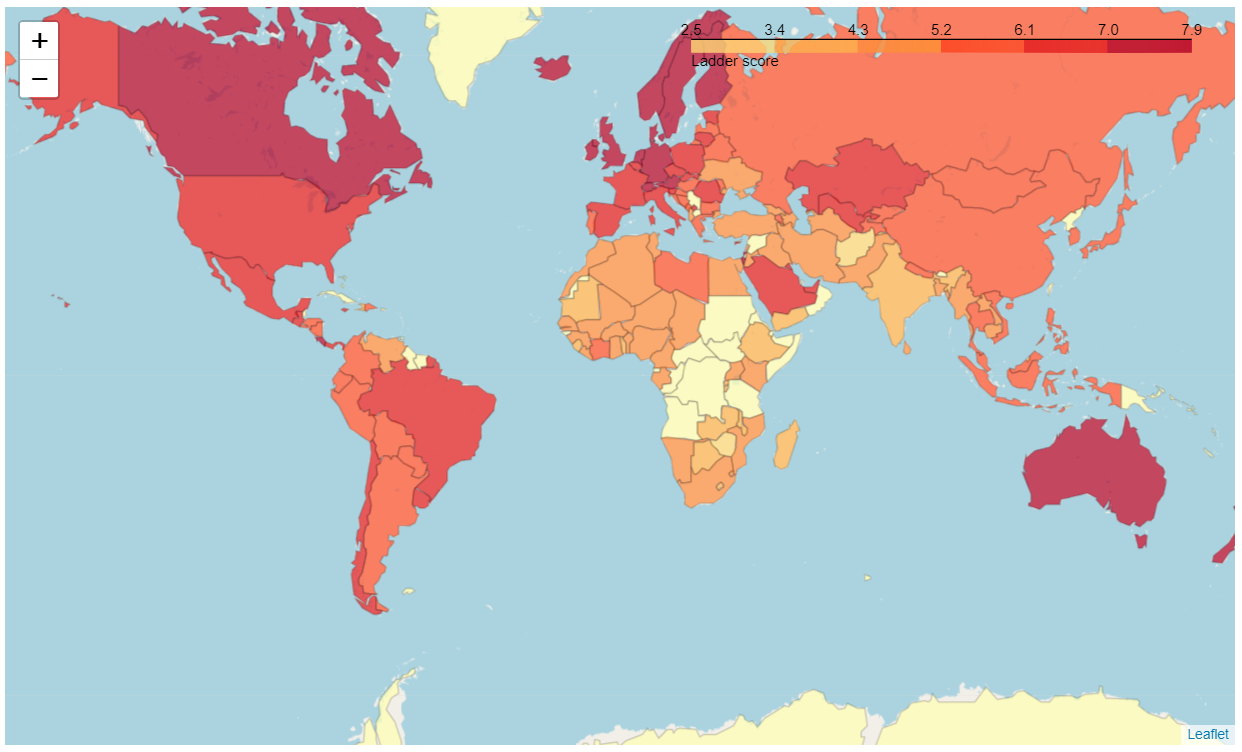 +
−
2.5 3.4 4.3 5.2 6.1 7.0 7.9
Ladder score
Leaflet